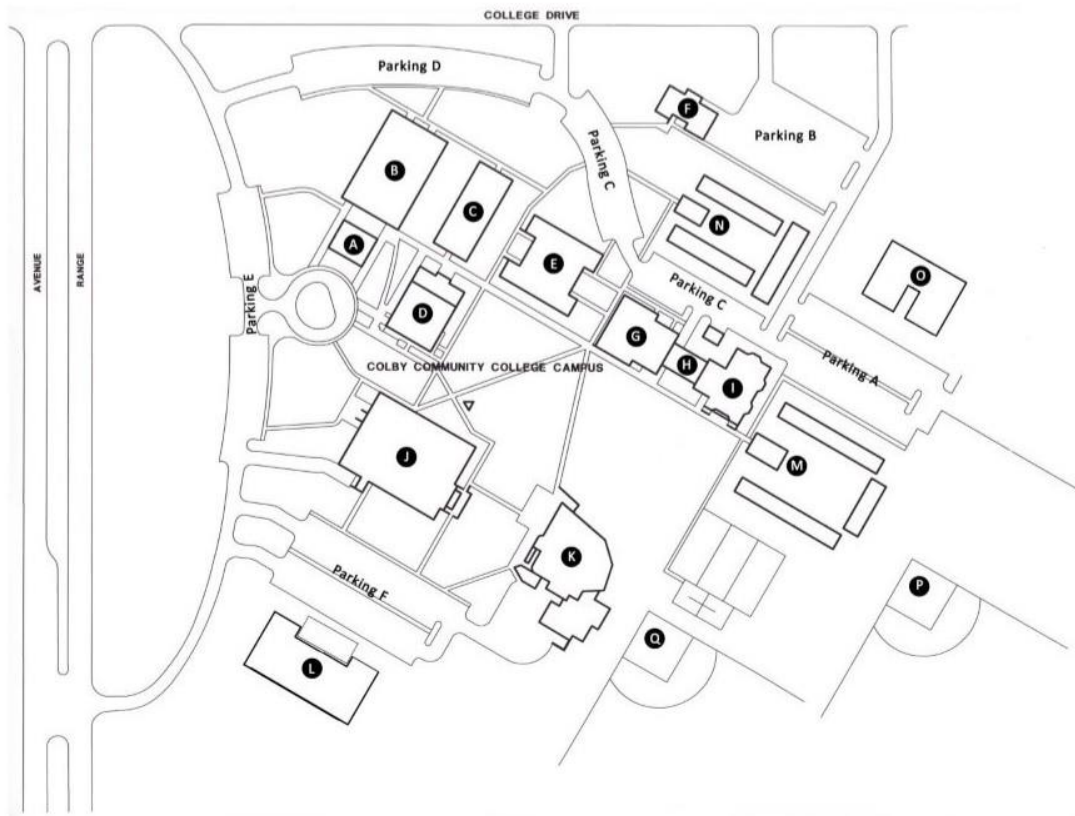 COLLEGE DRIVE
Parking D
F
Parking B
B
Parking C
C
N
A
E
AVENUE
RANGE
O
Parking E
Parking C
D
G
H
COLBY COMMUNITY COLLEGE CAMPUS
Parking A
I
J
M
K
Parking F
P
Q
L